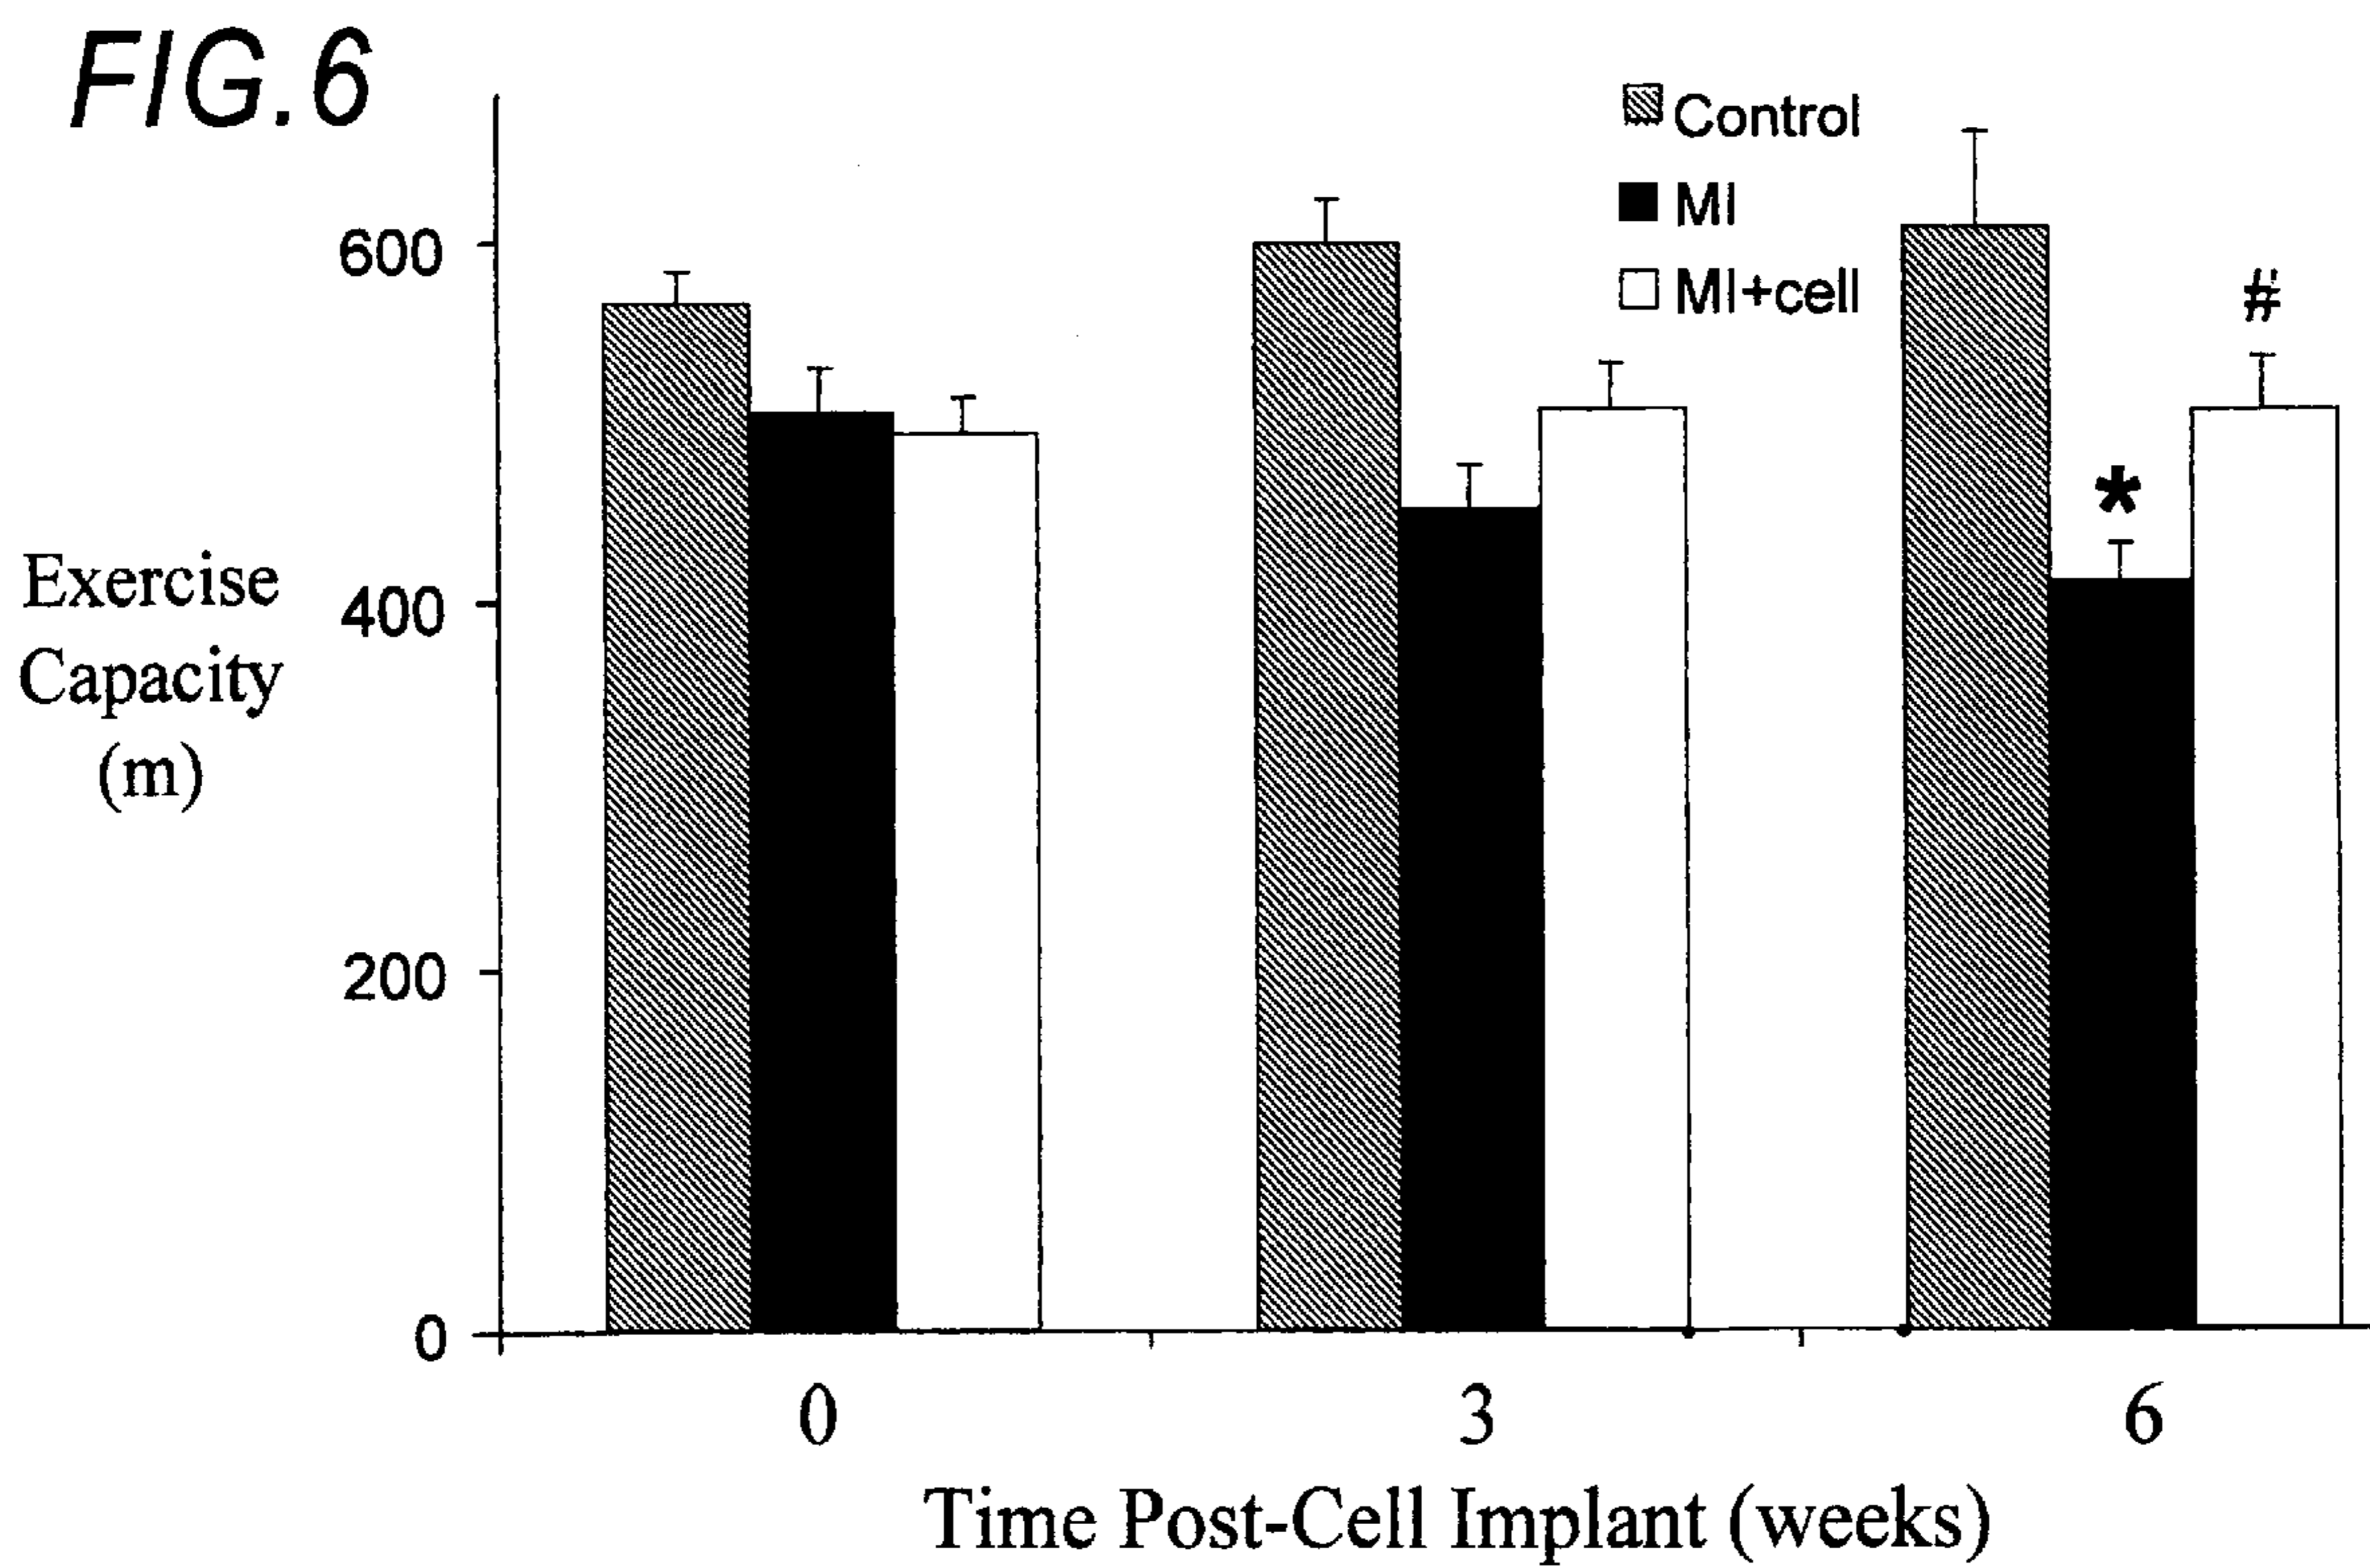 FIG.6
Control
MI
MI+cell
600
400
200
0
#
*
Exercise
Capacity
(m)
0 3 6
Time Post-Cell Implant (weeks)